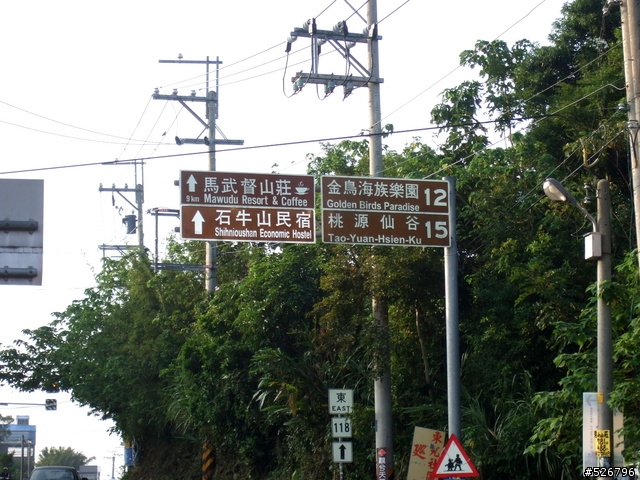 馬武督山莊
9 km Mawudu Resort & Coffee
石牛山民宿
Shihnioushan Economic Hostel
金鳥海族樂園 12
Golden Birds Paradise
桃源仙谷 15
Tao-Yuan-Hsien-Ku
東
EAST
118
#526796